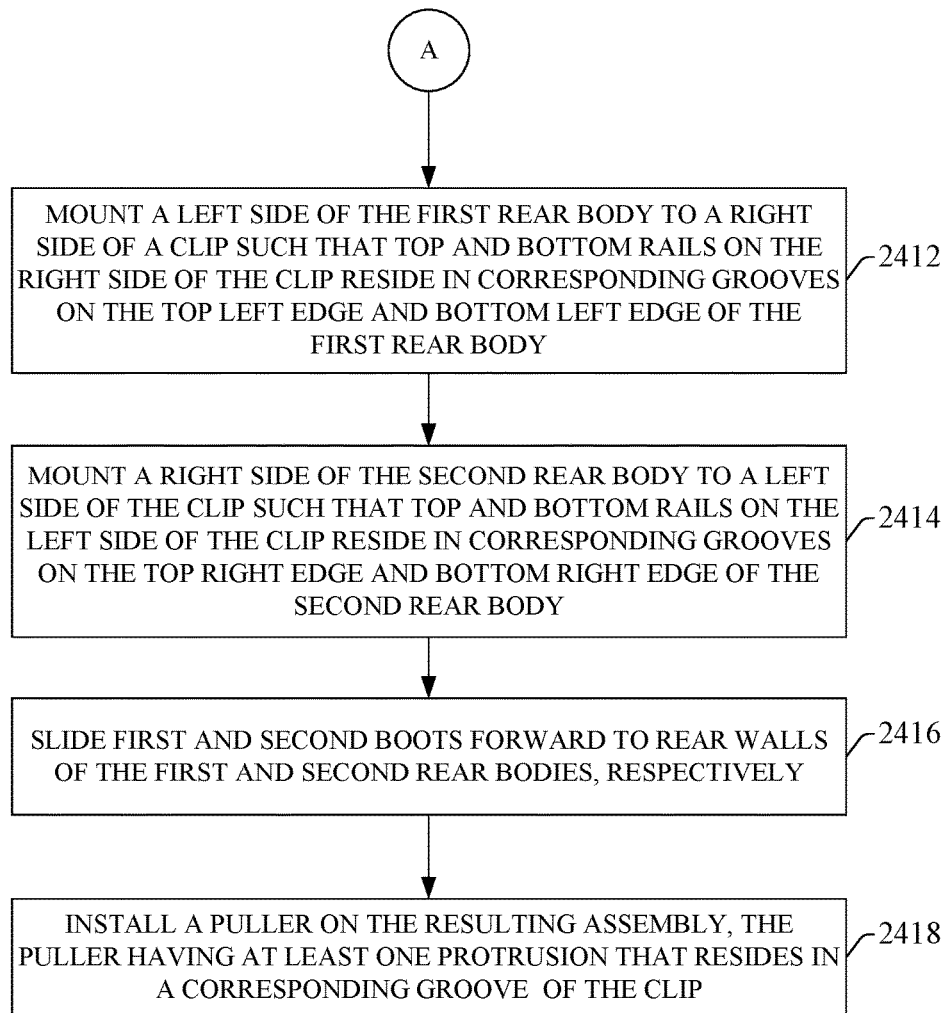 A
MOUNT A LEFT SIDE OF THE FIRST REAR BODY TO A RIGHT
SIDE OF A CLIP SUCH THAT TOP AND BOTTOM RAILS ON THE
RIGHT SIDE OF THE CLIP RESIDE IN CORRESPONDING GROOVES
ON THE TOP LEFT EDGE AND BOTTOM LEFT EDGE OF THE
FIRST REAR BODY
2412
MOUNT A RIGHT SIDE OF THE SECOND REAR BODY TO A LEFT
SIDE OF THE CLIP SUCH THAT TOP AND BOTTOM RAILS ON THE
LEFT SIDE OF THE CLIP RESIDE IN CORRESPONDING GROOVES
ON THE TOP RIGHT EDGE AND BOTTOM RIGHT EDGE OF THE
SECOND REAR BODY
2414
SLIDE FIRST AND SECOND BOOTS FORWARD TO REAR WALLS
OF THE FIRST AND SECOND REAR BODIES, RESPECTIVELY
2416
INSTALL A PULLER ON THE RESULTING ASSEMBLY, THE
PULLER HAVING AT LEAST ONE PROTRUSION THAT RESIDES IN
A CORRESPONDING GROOVE OF THE CLIP
2418